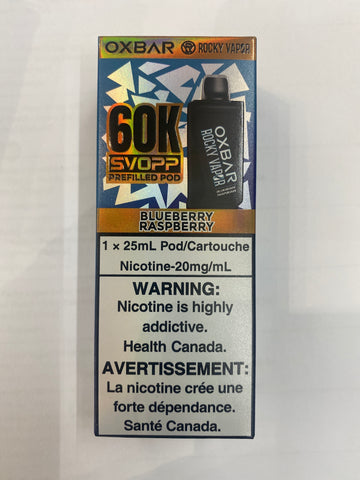 OXBAR ROCKY VAPOR
60K
SVOPP
PREFILLED POD
OXBAR
ROCKY VAPOR
BLUEBERRY
RASPBERRY
1 × 25mL Pod/Cartouche
Nicotine-20mg/mL
WARNING:
Nicotine is highly
addictive.
Health Canada.
AVERTISSEMENT:
La nicotine crée une
forte dépendance.
Santé Canada.